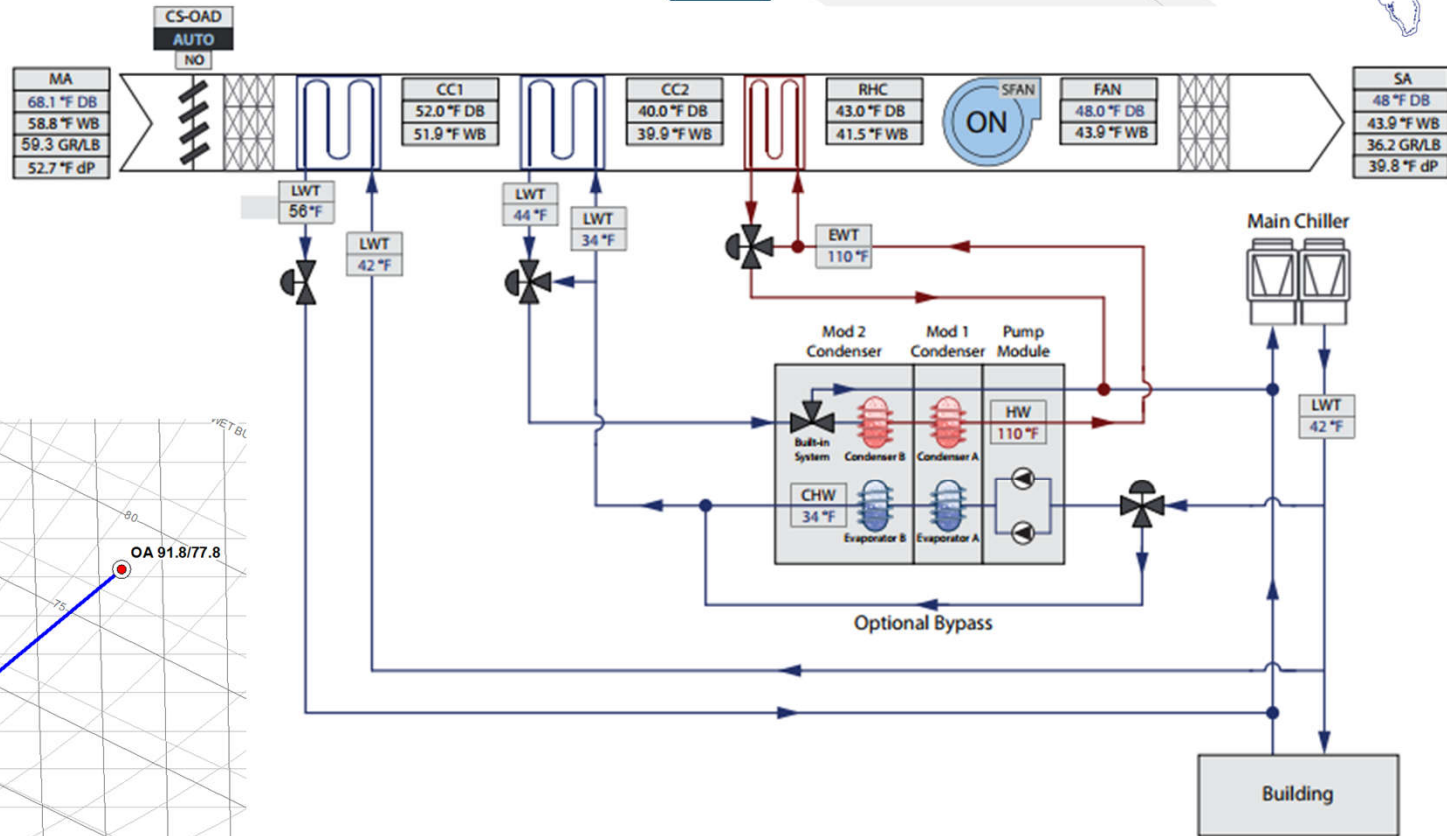 CS-OAD
AUTO
NO
MA
68.1 °F DB
58.8 °F WB
59.3 GR/LB
52.7 °F dP
CC1
52.0 °F DB
51.9 °F WB
CC2
40.0 °F DB
39.9 °F WB
RHC
43.0 °F DB
41.5 °F WB
SFAN
ON
FAN
48.0 °F DB
43.9 °F WB
SA
48 °F DB
43.9 °F WB
36.2 GR/LB
39.8 °F dP
LWT
56 °F
LWT
42 °F
LWT
44 °F
LWT
34 °F
EWT
110 °F
Main Chiller
LWT
42 °F
Mod 2
Condenser
Mod 1
Condenser
Pump
Module
Built-in
System
Condenser B
Condenser A
HW
110 °F
CHW
34 °F
Evaporator B
Evaporator A
Optional Bypass
Building
WET
80
OA 91.8/77.8
75